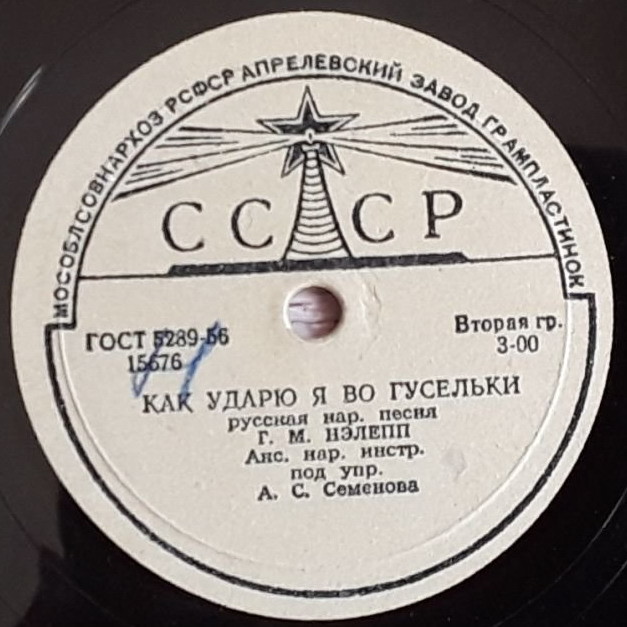 МОСОБЛСОВНАРХОЗ РСФСР АПРЕЛЕВСКИЙ ЗАВОД ГРАМПЛАСТИНОК
СССР
ГОСТ 5289-56
15676
Вторая гр.
3-00
КАК УДАРЮ Я ВО ГУСЕЛЬКИ
русская нар. песня
Г. М. НЭЛЕПП
Анс. нар. инстр.
под упр.
А. С. Семенова